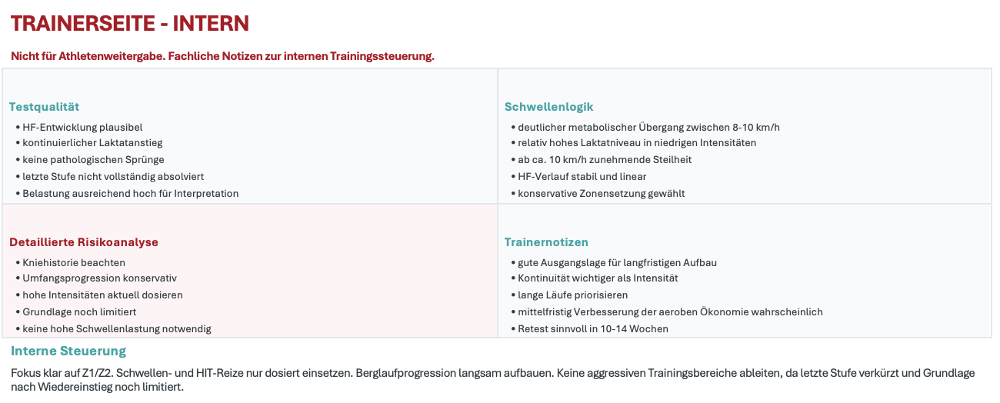 TRAINERSEITE - INTERN
Nicht für Athletenweitergabe. Fachliche Notizen zur internen Trainingssteuerung.
Testqualität
• HF-Entwicklung plausibel
• kontinuierlicher Laktatanstieg
• keine pathologischen Sprünge
• letzte Stufe nicht vollständig absolviert
• Belastung ausreichend hoch für Interpretation
Schwellenlogik
• deutlicher metabolischer Übergang zwischen 8-10 km/h
• relativ hohes Laktatniveau in niedrigen Intensitäten
• ab ca. 10 km/h zunehmende Steilheit
• HF-Verlauf stabil und linear
• konservative Zonensetzung gewählt
Detaillierte Risikoanalyse
• Kniehistorie beachten
• Umfangsprogression konservativ
• hohe Intensitäten aktuell dosieren
• Grundlage noch limitiert
• keine hohe Schwellenlastung notwendig
Trainernotizen
• gute Ausgangslage für langfristigen Aufbau
• Kontinuität wichtiger als Intensität
• lange Läufe priorisieren
• mittelfristig Verbesserung der aeroben Ökonomie wahrscheinlich
• Retest sinnvoll in 10-14 Wochen
Interne Steuerung
Fokus klar auf Z1/Z2. Schwellen- und HIT-Reize nur dosiert einsetzen. Berglaufprogression langsam aufbauen. Keine aggressiven Trainingsbereiche ableiten, da letzte Stufe verkürzt und Grundlage
nach Wiedereinstieg noch limitiert.